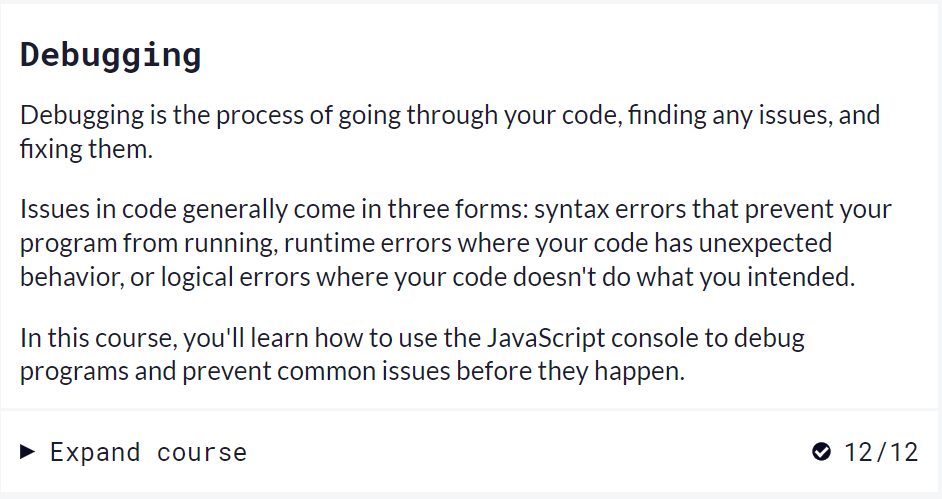 Debugging
Debugging is the process of going through your code, finding any issues, and
fixing them.
Issues in code generally come in three forms: syntax errors that prevent your
program from running, runtime errors where your code has unexpected
behavior, or logical errors where your code doesn't do what you intended.
In this course, you'll learn how to use the JavaScript console to debug
programs and prevent common issues before they happen.
Expand course 12/12